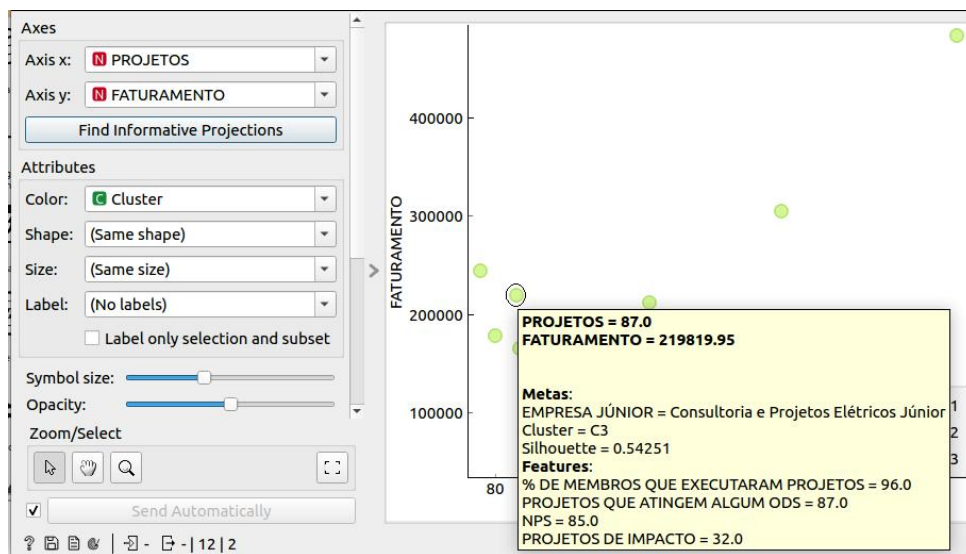 Axes
Axis x: N PROJETOS
Axis y: N FATURAMENTO
Find Informative Projections
Attributes
Color: C Cluster
Shape: (Same shape)
Size: (Same size)
Label: (No labels)
Label only selection and subset
Symbol size:
Opacity:
Zoom/Select
Send Automatically
? - - | 12 | 2
FATURAMENTO
400000
300000
200000
100000
80
PROJETOS = 87.0
FATURAMENTO = 219819.95
Metas:
EMPRESA JÚNIOR = Consultoria e Projetos Elétricos Júnior
Cluster = C3
Silhouette = 0.54251
Features:
% DE MEMBROS QUE EXECUTARAM PROJETOS = 96.0
PROJETOS QUE ATINGEM ALGUM ODS = 87.0
NPS = 85.0
PROJETOS DE IMPACTO = 32.0
1
2
3